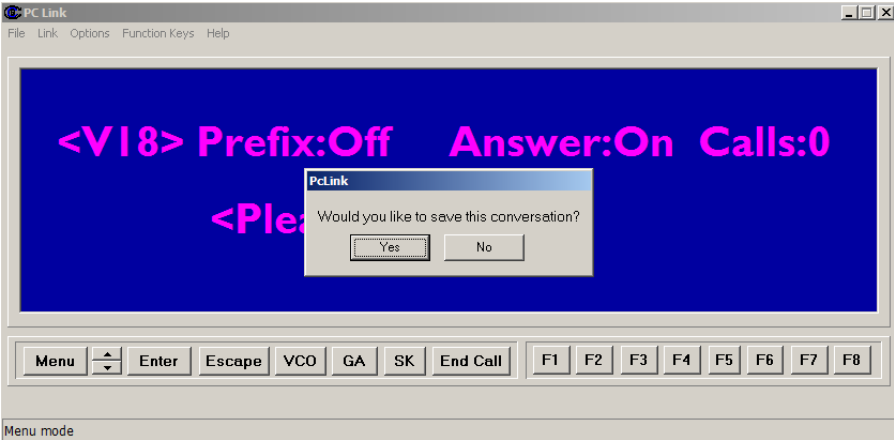 PC Link
File Link Options Function Keys Help
<V18> Prefix:Off Answer:On Calls:0
PcLink
Would you like to save this conversation?
Yes No
Menu Enter Escape VCO GA SK End Call F1 F2 F3 F4 F5 F6 F7 F8
Menu mode